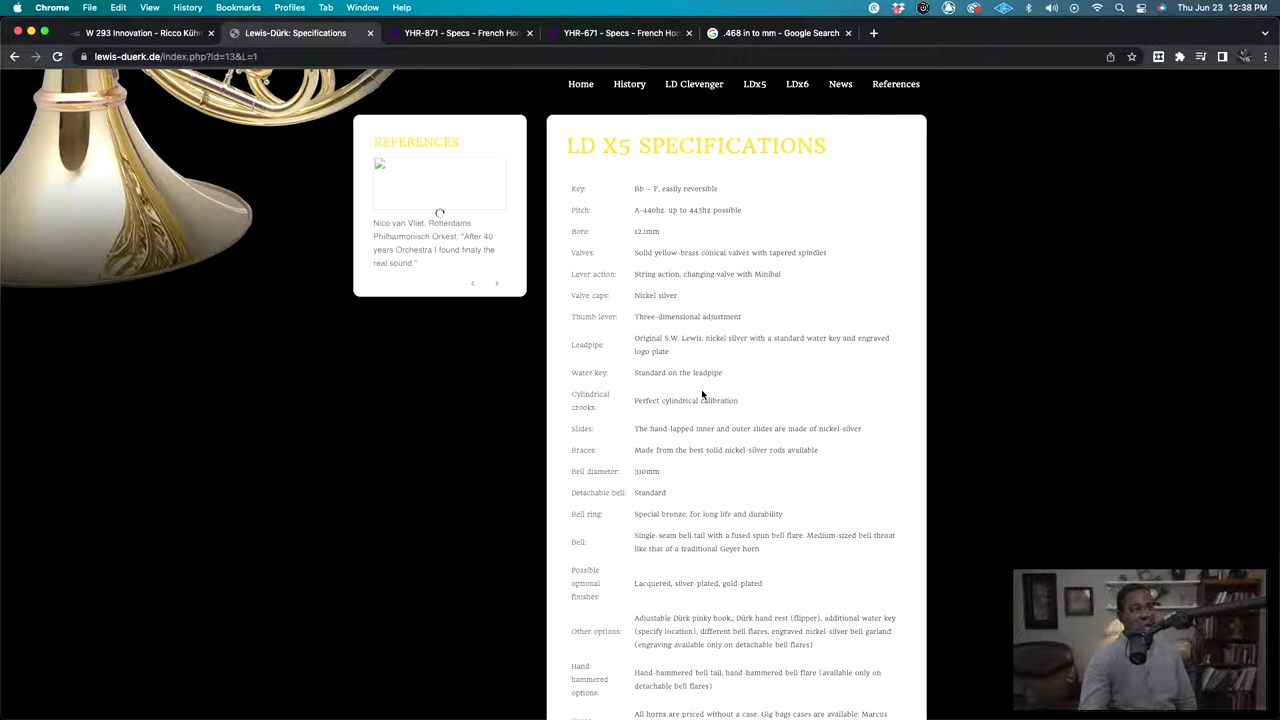 Chrome File Edit View History Bookmarks Profiles Tab Window Help Thu Jun 23 12:38 PM
W 293 Innovation - Ricco Kühn
Lewis-Dürk: Specifications
YHR-871 - Specs - French Ho
YHR-671 - Specs - French Hor
.468 in to mm - Google Search
lewis-duerk.de/index.php?id=13&L=1
Home History LD Clevenger LDx5 LDx6 News References
REFERENCES
Nico van Vliet, Rotterdams
Philharmonisch Orkest: "After 40
years Orchestra I found finaly the
real sound."
LD X5 SPECIFICATIONS
Key: Bb – F, easily reversible
Pitch: A-440hz. up to 443hz possible
Bore: 12.1mm
Valves: Solid yellow-brass conical valves with tapered spindles
Lever action: String action, changing valve with Minibal
Valve caps: Nickel silver
Thumb lever: Three-dimensional adjustment
Leadpipe: Original S.W. Lewis, nickel silver with a standard water key and engraved
logo plate
Water key: Standard on the leadpipe
Cylindrical
crooks: Perfect cylindrical calibration
Slides: The hand-lapped inner and outer slides are made of nickel-silver
Braces: Made from the best solid nickel-silver rods available
Bell diameter: 310mm
Detachable bell: Standard
Bell ring: Special bronze, for long life and durability
Bell: Single-seam bell tail with a fused spun bell flare. Medium-sized bell throat
like that of a traditional Geyer horn
Possible
optional
finishes: Lacquered, silver-plated, gold-plated
Other options: Adjustable Dürk pinky hook,, Dürk hand rest (flipper), additional water key
(specify location), different bell flares, engraved nickel-silver bell garland
(engraving available only on detachable bell flares)
Hand-
hammered
options: Hand-hammered bell tail, hand-hammered bell flare (available only on
detachable bell flares)
All horns are priced without a case. Gig bags cases are available: Marcus